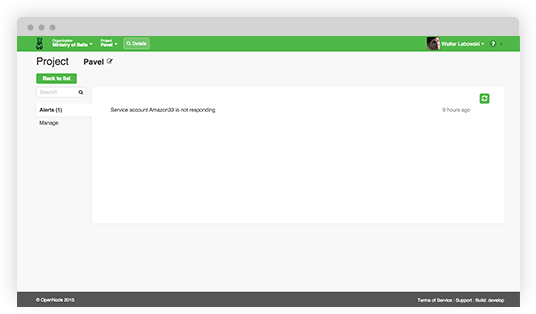 Organization
Ministry of Bells
Project
Pavel
Details
Walter Lebowski
?
Project
Pavel
Back to list
Search
Alerts (1)
Manage
Service account Amazon33 is not responding
9 hours ago
© OpenNode 2015
Terms of Service | Support | Build: develop